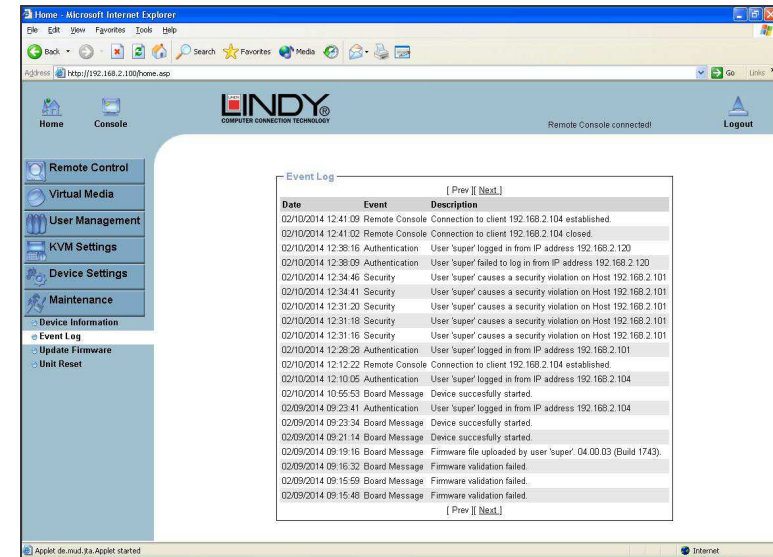 Home - Microsoft Internet Explorer
File Edit View Favorites Tools Help
Back Search Favorites Media
Address http://192.168.2.100/home.asp Go Links
LINDY®
COMPUTER CONNECTION TECHNOLOGY
Home Console Remote Console connected! Logout
Remote Control
Virtual Media
User Management
KVM Settings
Device Settings
Maintenance
Device Information
Event Log
Update Firmware
Unit Reset
Event Log
[ Prev ][ Next ]
Date Event Description
02/10/2014 12:41:09 Remote Console Connection to client 192.168.2.104 established.
02/10/2014 12:41:02 Remote Console Connection to client 192.168.2.104 closed.
02/10/2014 12:38:16 Authentication User 'super' logged in from IP address 192.168.2.120
02/10/2014 12:38:09 Authentication User 'super' failed to log in from IP address 192.168.2.120
02/10/2014 12:34:46 Security User 'super' causes a security violation on Host 192.168.2.101
02/10/2014 12:34:41 Security User 'super' causes a security violation on Host 192.168.2.101
02/10/2014 12:31:20 Security User 'super' causes a security violation on Host 192.168.2.101
02/10/2014 12:31:18 Security User 'super' causes a security violation on Host 192.168.2.101
02/10/2014 12:31:16 Security User 'super' causes a security violation on Host 192.168.2.101
02/10/2014 12:28:28 Authentication User 'super' logged in from IP address 192.168.2.101
02/10/2014 12:12:22 Remote Console Connection to client 192.168.2.104 established.
02/10/2014 12:10:05 Authentication User 'super' logged in from IP address 192.168.2.104
02/10/2014 10:55:53 Board Message Device succesfully started.
02/09/2014 09:23:41 Authentication User 'super' logged in from IP address 192.168.2.104
02/09/2014 09:23:34 Board Message Device succesfully started.
02/09/2014 09:21:14 Board Message Device succesfully started.
02/09/2014 09:19:16 Board Message Firmware file uploaded by user 'super'. 04.00.03 (Build 1743).
02/09/2014 09:16:32 Board Message Firmware validation failed.
02/09/2014 09:15:59 Board Message Firmware validation failed.
02/09/2014 09:15:48 Board Message Firmware validation failed.
[ Prev ][ Next ]
Applet de.mud.jta.Applet started Internet